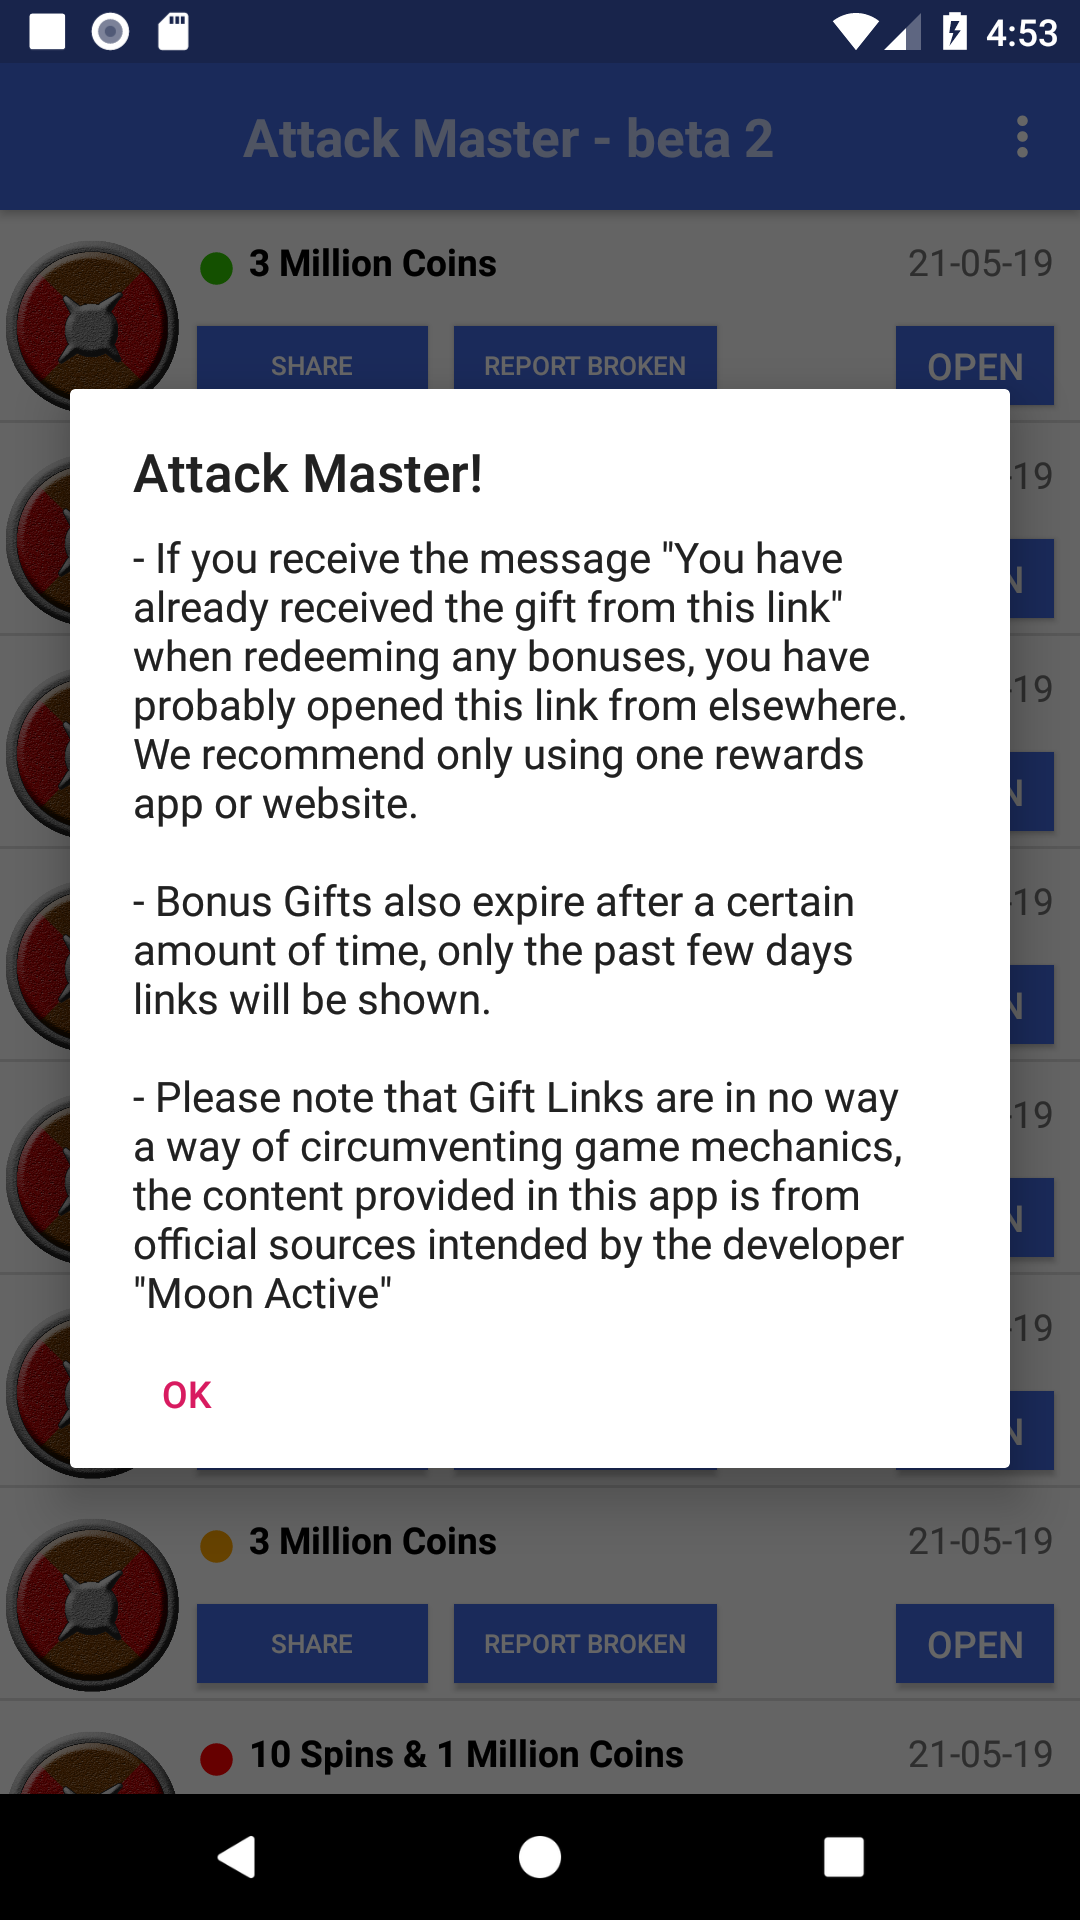 4:53
Attack Master - beta 2
3 Million Coins
21-05-19
SHARE
REPORT BROKEN
OPEN
Attack Master!
- If you receive the message "You have
already received the gift from this link"
when redeeming any bonuses, you have
probably opened this link from elsewhere.
We recommend only using one rewards
app or website.
- Bonus Gifts also expire after a certain
amount of time, only the past few days
links will be shown.
- Please note that Gift Links are in no way
a way of circumventing game mechanics,
the content provided in this app is from
official sources intended by the developer
"Moon Active"
OK
3 Million Coins
21-05-19
SHARE
REPORT BROKEN
OPEN
10 Spins & 1 Million Coins
21-05-19